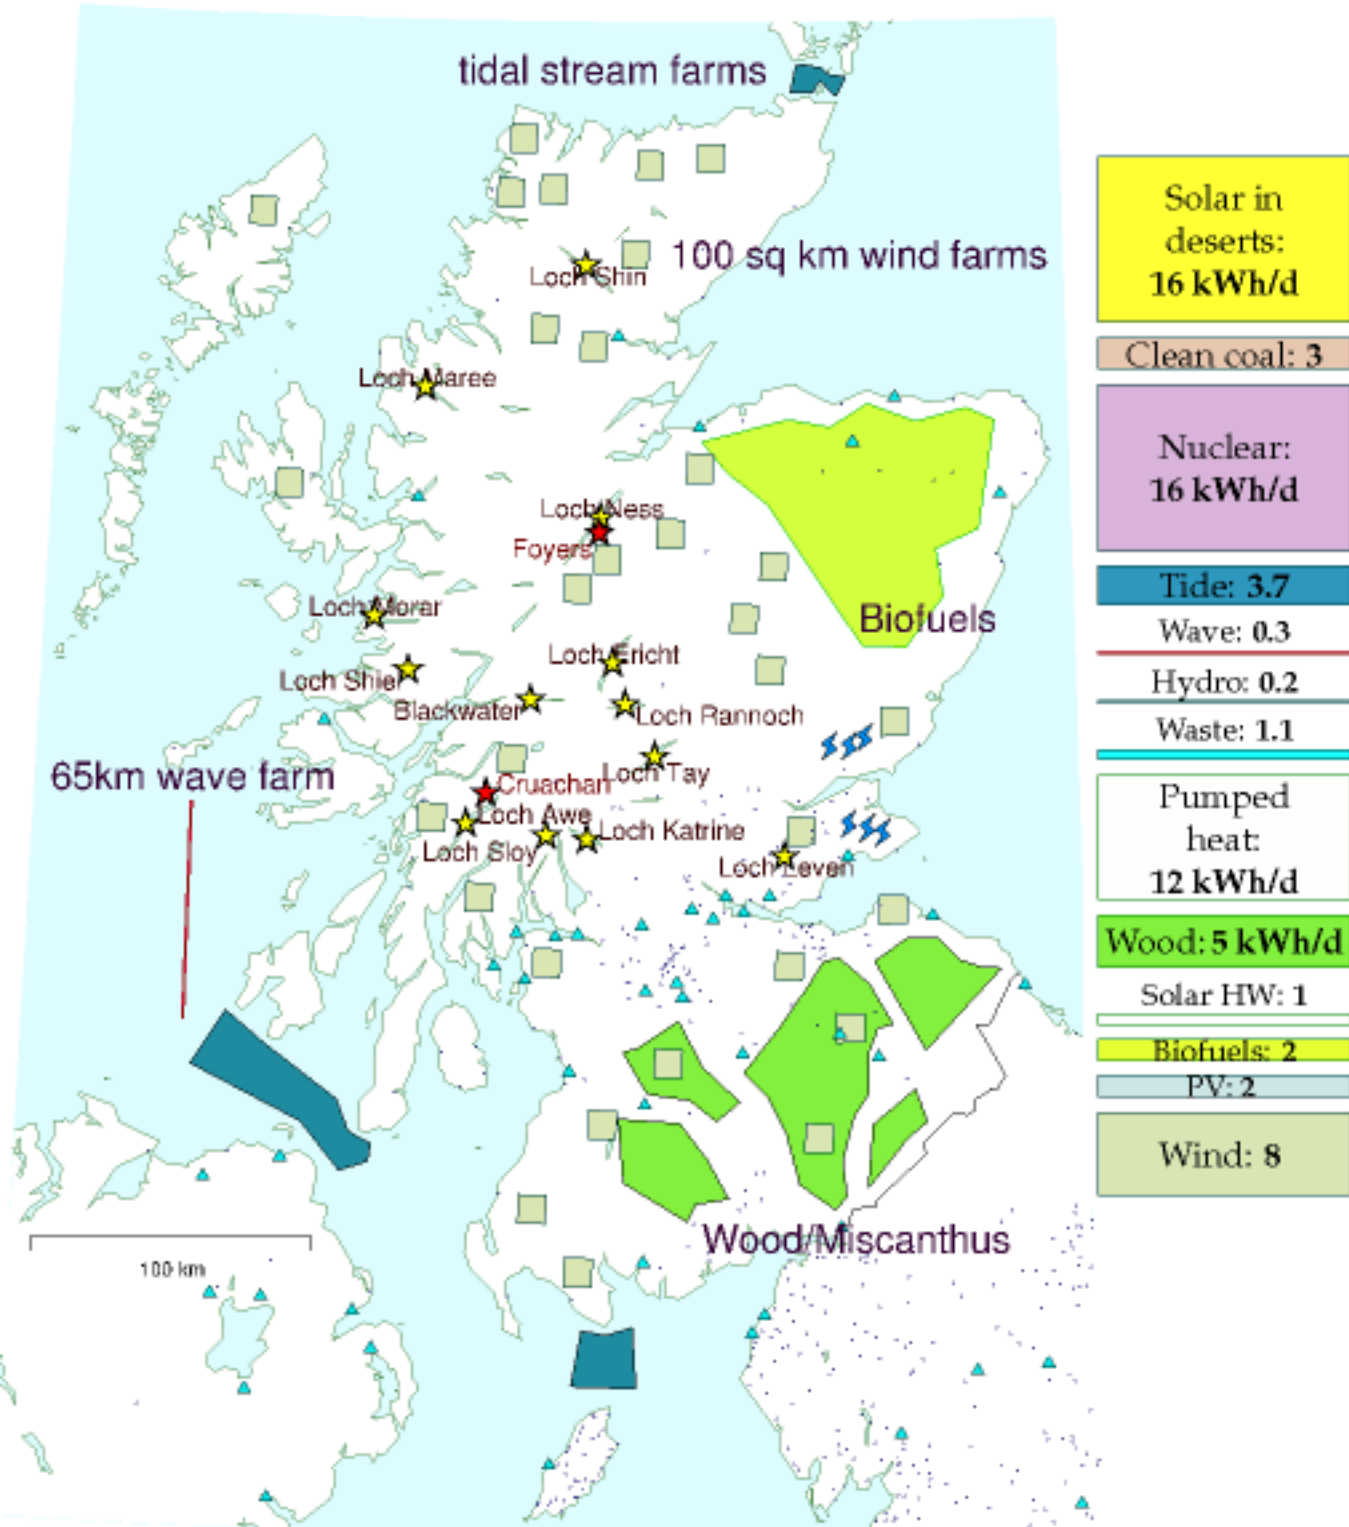 tidal stream farms
100 sq km wind farms
Loch Shin
Loch Maree
Loch Ness
Foyers
Biofuels
Loch Morar
Loch Ericht
Loch Shiel
Blackwater
Loch Rannoch
65km wave farm
Loch Tay
Cruachan
Loch Awe
Loch Katrine
Loch Sloy
Loch Leven
Wood/Miscanthus
100 km
Solar in
deserts:
16 kWh/d
Clean coal: 3
Nuclear:
16 kWh/d
Tide: 3.7
Wave: 0.3
Hydro: 0.2
Waste: 1.1
Pumped
heat:
12 kWh/d
Wood: 5 kWh/d
Solar HW: 1
Biofuels: 2
PV: 2
Wind: 8